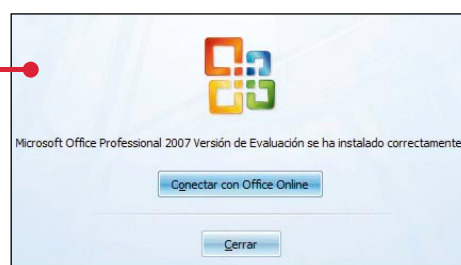 Microsoft Office Professional 2007 Versión de Evaluación se ha instalado correctamente
Conectar con Office Online
Cerrar